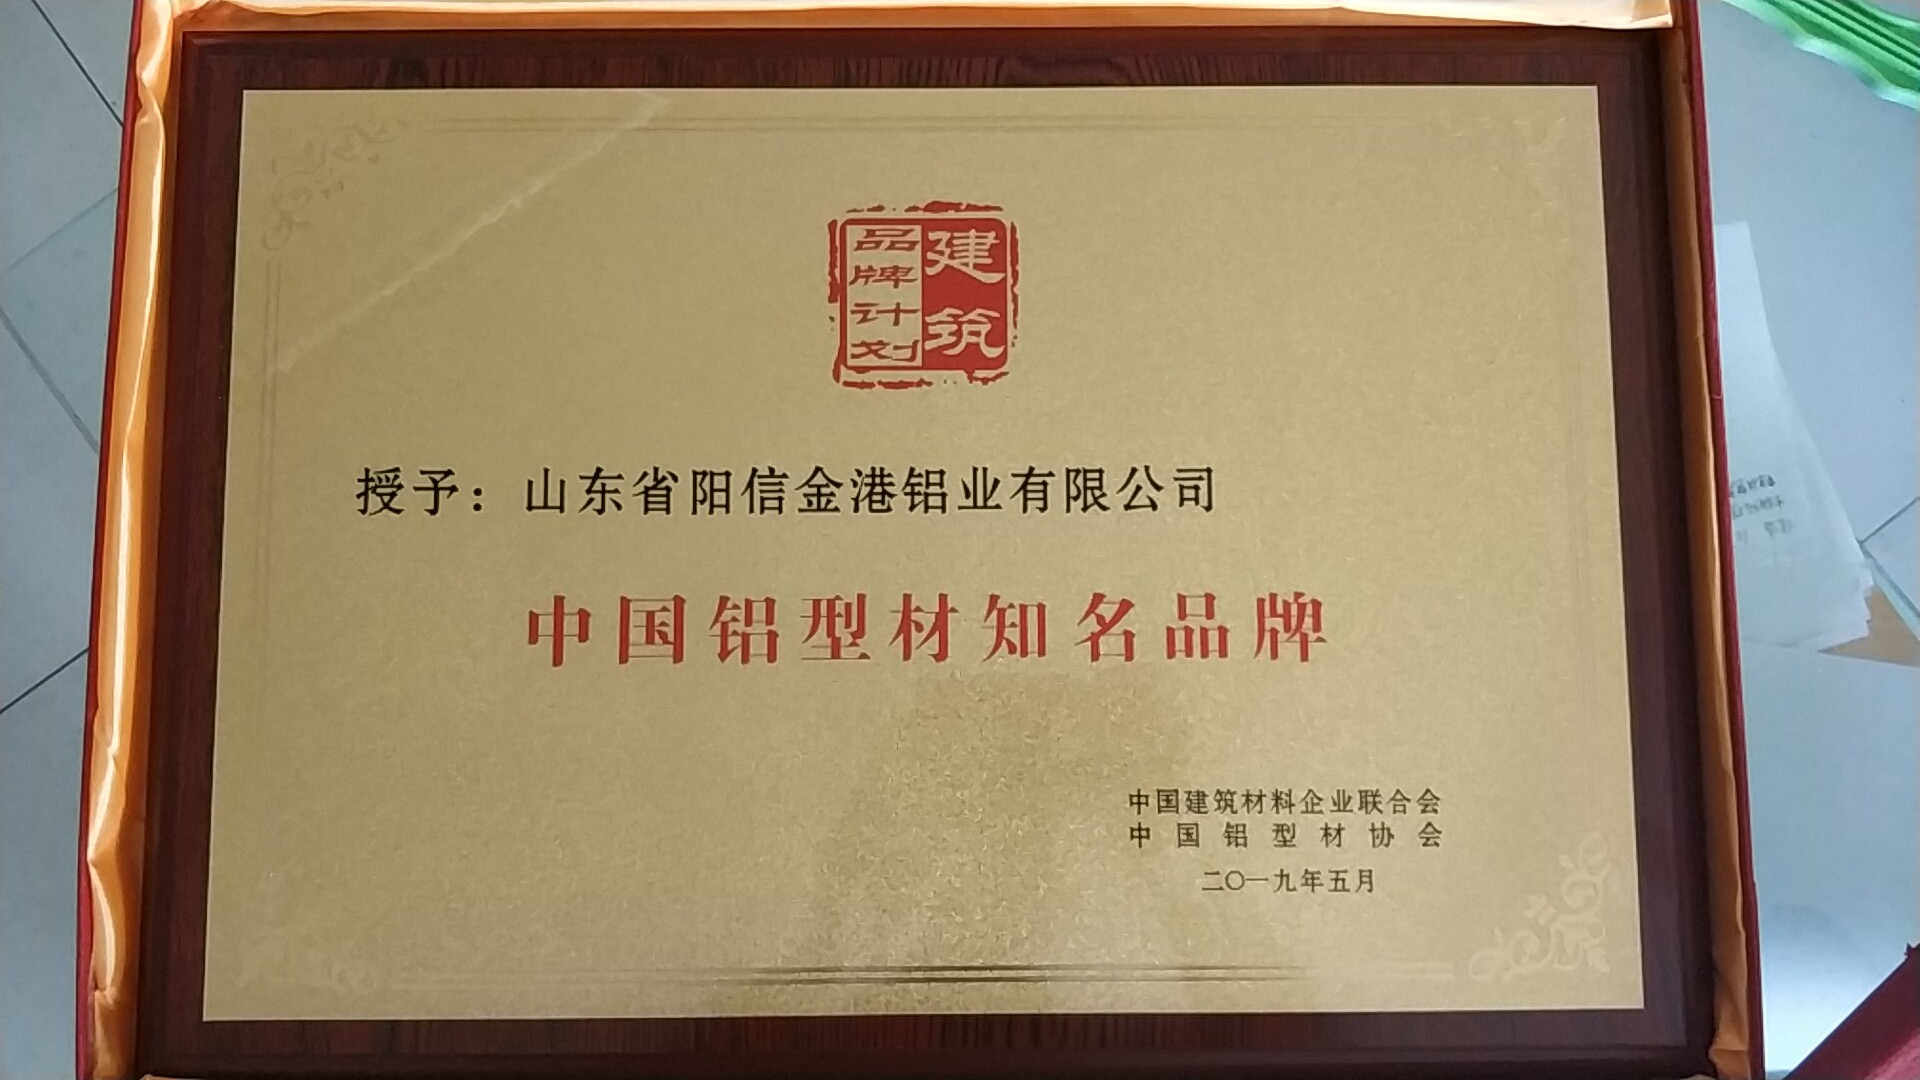 建筑
品牌计划
授予：山东省阳信金港铝业有限公司
中国铝型材知名品牌
中国建筑材料企业联合会
中国铝型材协会
二〇一九年五月